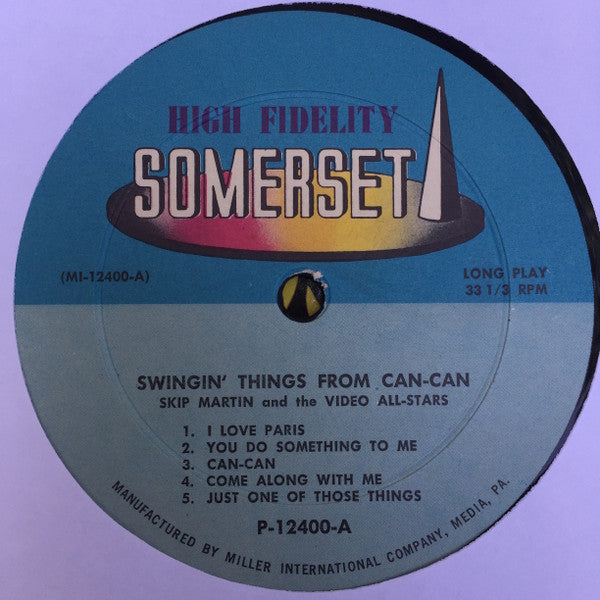 HIGH FIDELITY
SOMERSET
(MI-12400-A)
LONG PLAY
33 1/3 RPM
SWINGIN' THINGS FROM CAN-CAN
SKIP MARTIN and the VIDEO ALL-STARS
1. I LOVE PARIS
2. YOU DO SOMETHING TO ME
3. CAN-CAN
4. COME ALONG WITH ME
5. JUST ONE OF THOSE THINGS
P-12400-A
MANUFACTURED BY MILLER INTERNATIONAL COMPANY, MEDIA, PA.